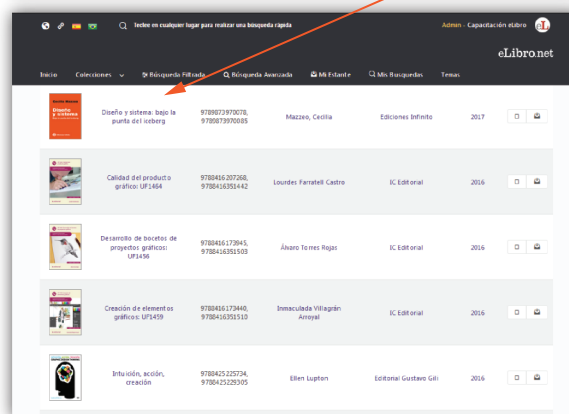 Teclee en cualquier lugar para realizar una búsqueda rápida
Admin - Capacitación eLibro
eL
eLibro.net
Inicio Colecciones Búsqueda Filtrada Búsqueda Avanzada Mi Estante Mis Busquedas Temas
Diseño y sistema
Diseño y sistema: bajo la punta del iceberg
9789873970078, 9789873970085
Mazzeo, Cecilia
Ediciones Infinito
2017
Calidad del producto gráfico: UF1464
9788416207268, 9788416351442
Lourdes Farratell Castro
IC Editorial
2016
Desarrollo de bocetos de proyectos gráficos: UF1456
9788416173945, 9788416351503
Álvaro Torres Rojas
IC Editorial
2016
Creación de elementos gráficos: UF1459
9788416173440, 9788416351510
Inmaculada Villagrán Arroyal
IC Editorial
2016
Intuición, acción, creación
9788425225734, 9788425229305
Ellen Lupton
Editorial Gustavo Gili
2016